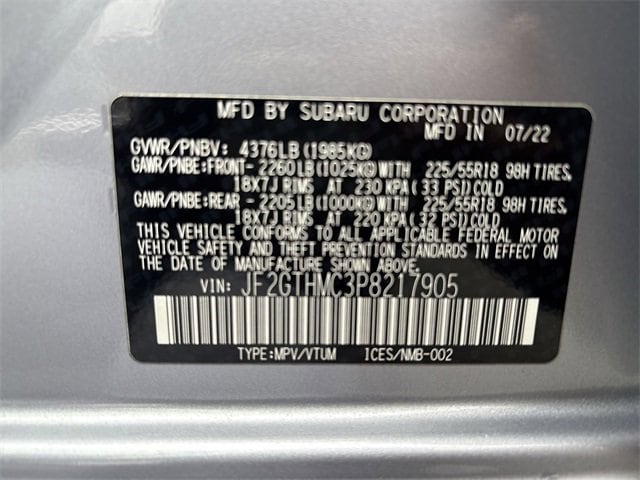 MFD BY SUBARU CORPORATION
MFD IN 07/22
GVWR/PNBV: 4376LB(1985KG)
GAWR/PNBE:FRONT-2260LB(1025KG)WITH 225/55R18 98H TIRES,
18X7J RIMS AT 230 KPA(33 PSI)COLD
GAWR/PNBE:REAR -2205LB(1000KG)WITH 225/55R18 98H TIRES,
18X7J RIMS AT 220 KPA(32 PSI)COLD
THIS VEHICLE CONFORMS TO ALL APPLICABLE FEDERAL MOTOR
VEHICLE SAFETY AND THEFT PREVENTION STANDARDS IN EFFECT
ON THE DATE OF MANUFACTURE SHOWN ABOVE.
VIN: JF2GTHMC3P8217905
TYPE:MPV/VTUM ICES/NMB-002